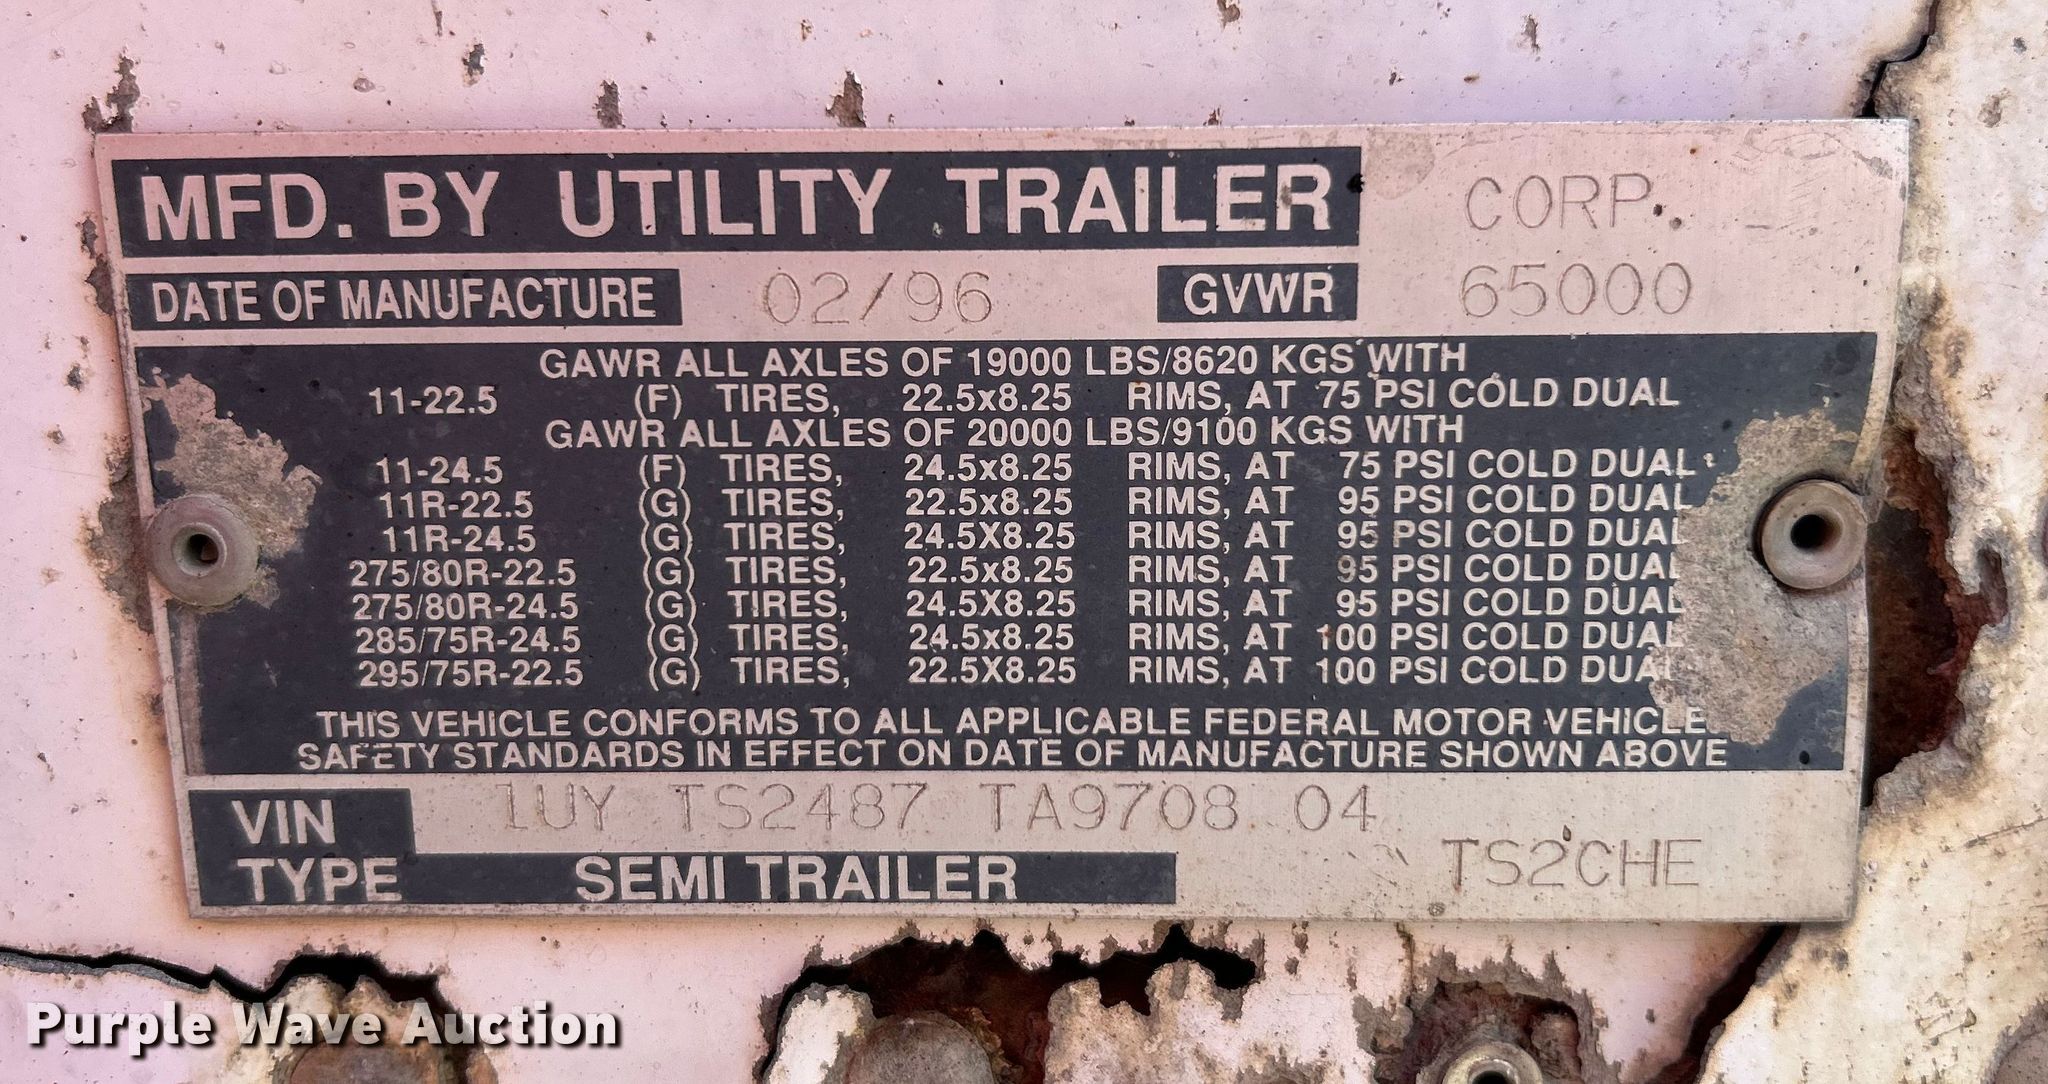 MFD. BY UTILITY TRAILER CORP.
DATE OF MANUFACTURE 02/96 GVWR 65000
GAWR ALL AXLES OF 19000 LBS/8620 KGS WITH
11-22.5 (F) TIRES, 22.5x8.25 RIMS, AT 75 PSI COLD DUAL
GAWR ALL AXLES OF 20000 LBS/9100 KGS WITH
11-24.5 (F) TIRES, 24.5x8.25 RIMS, AT 75 PSI COLD DUAL
11R-22.5 (G) TIRES, 22.5x8.25 RIMS, AT 95 PSI COLD DUAL
11R-24.5 (G) TIRES, 24.5X8.25 RIMS, AT 95 PSI COLD DUAL
275/80R-22.5 (G) TIRES, 22.5x8.25 RIMS, AT 95 PSI COLD DUAL
275/80R-24.5 (G) TIRES, 24.5X8.25 RIMS, AT 95 PSI COLD DUAL
285/75R-24.5 (G) TIRES, 24.5x8.25 RIMS, AT 100 PSI COLD DUAL
295/75R-22.5 (G) TIRES, 22.5X8.25 RIMS, AT 100 PSI COLD DUAL
THIS VEHICLE CONFORMS TO ALL APPLICABLE FEDERAL MOTOR VEHICLE
SAFETY STANDARDS IN EFFECT ON DATE OF MANUFACTURE SHOWN ABOVE
VIN 1UY TS2487 TA9708 04
TYPE SEMI TRAILER TS2CHE
Purple Wave Auction